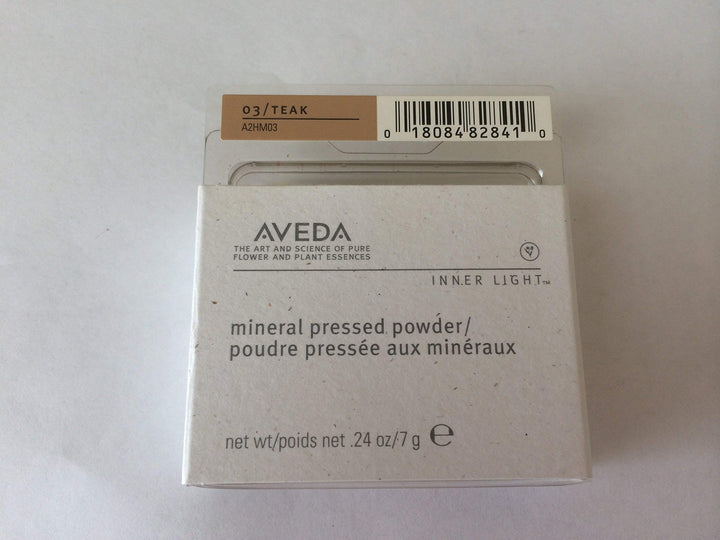 03/TEAK
A2HM03
0 18084 82841 0
AVEDA
THE ART AND SCIENCE OF PURE
FLOWER AND PLANT ESSENCES
INNER LIGHT™
mineral pressed powder/
poudre pressée aux minéraux
net wt/poids net .24 oz/7 g ℮